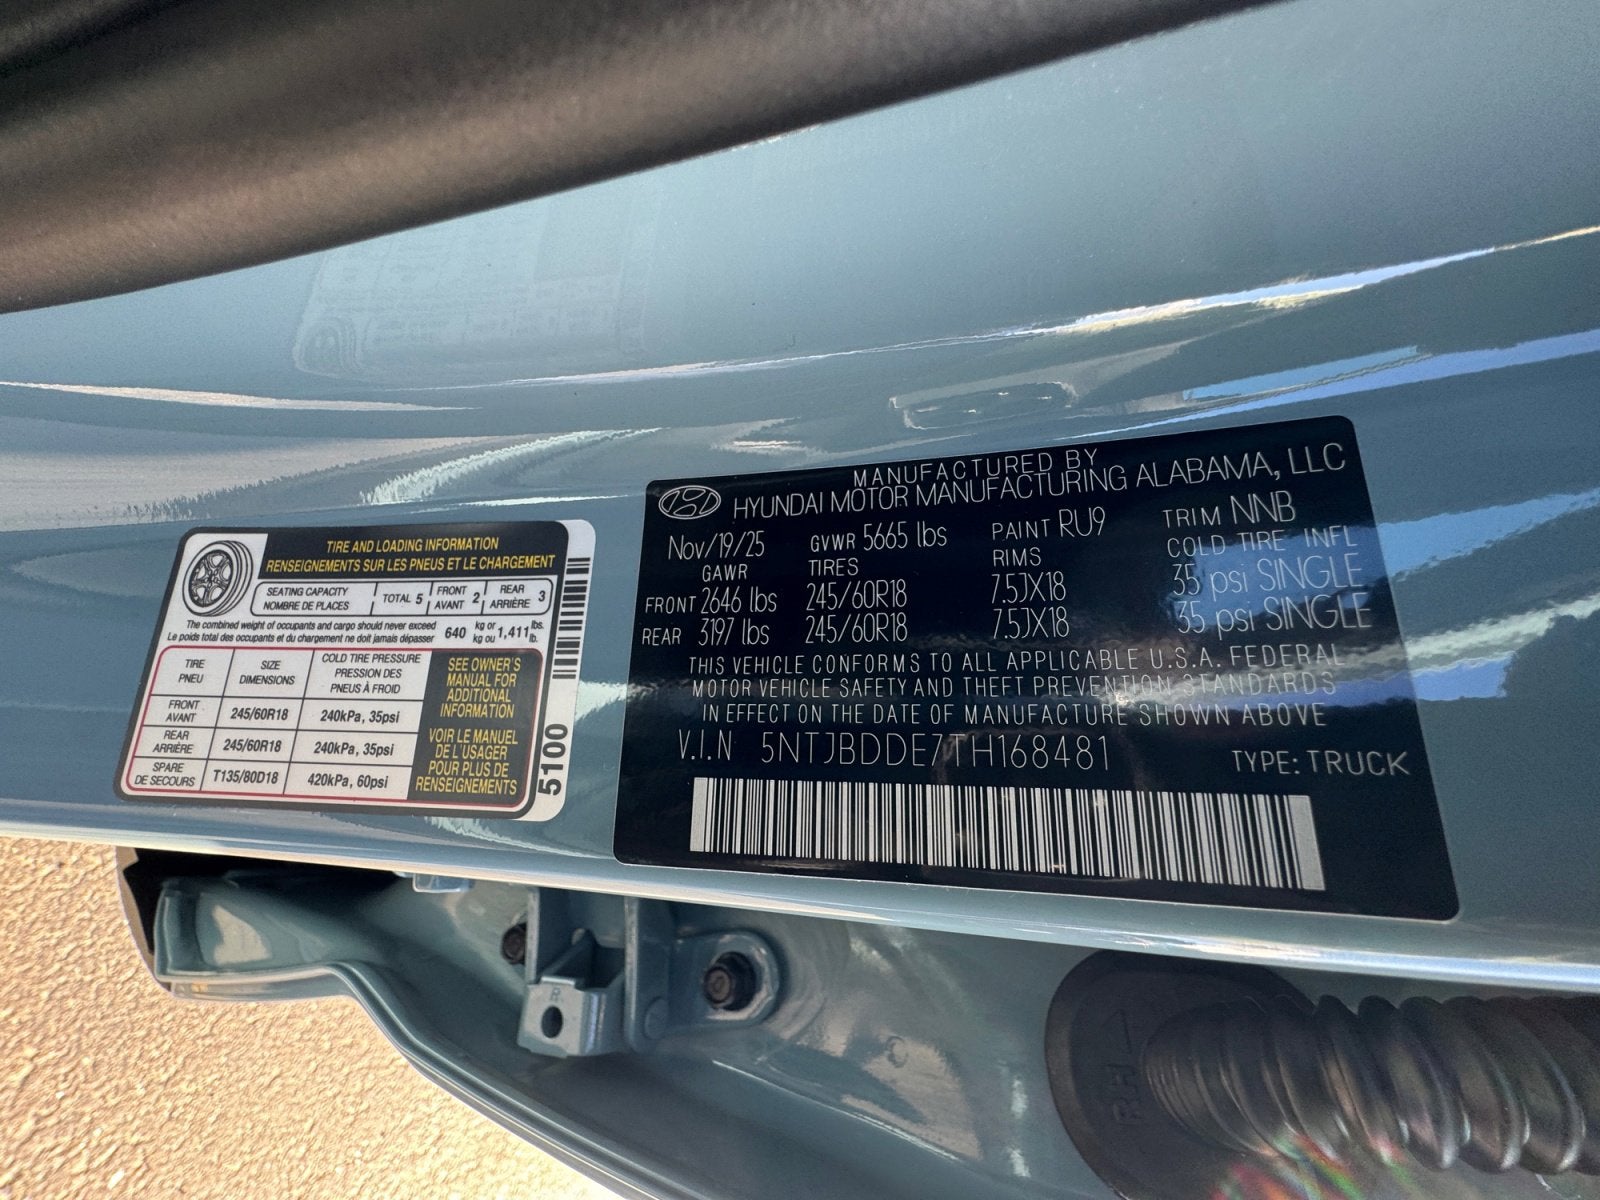 TIRE AND LOADING INFORMATION
RENSEIGNEMENTS SUR LES PNEUS ET LE CHARGEMENT
SEATING CAPACITY
NOMBRE DE PLACES
TOTAL 5
FRONT
AVANT 2
REAR
ARRIÈRE 3
The combined weight of occupants and cargo should never exceed
Le poids total des occupants et du chargement ne doit jamais dépasser
640 kg or
kg ou 1,411 lbs.
lb.
TIRE
PNEU
SIZE
DIMENSIONS
COLD TIRE PRESSURE
PRESSION DES
PNEUS À FROID
FRONT
AVANT
245/60R18
240kPa, 35psi
REAR
ARRIÈRE
245/60R18
240kPa, 35psi
SPARE
DE SECOURS
T135/80D18
420kPa, 60psi
SEE OWNER'S
MANUAL FOR
ADDITIONAL
INFORMATION
VOIR LE MANUEL
DE L'USAGER
POUR PLUS DE
RENSEIGNEMENTS
5100
MANUFACTURED BY
HYUNDAI MOTOR MANUFACTURING ALABAMA, LLC
Nov/19/25 GVWR 5665 lbs PAINT RU9 TRIM NNB
GAWR TIRES RIMS COLD TIRE INFL
FRONT 2646 lbs 245/60R18 7.5JX18 35 psi SINGLE
REAR 3197 lbs 245/60R18 7.5JX18 35 psi SINGLE
THIS VEHICLE CONFORMS TO ALL APPLICABLE U.S.A. FEDERAL
MOTOR VEHICLE SAFETY AND THEFT PREVENTION STANDARDS
IN EFFECT ON THE DATE OF MANUFACTURE SHOWN ABOVE
V.I.N 5NTJBDDE7TH168481 TYPE: TRUCK
R
RH